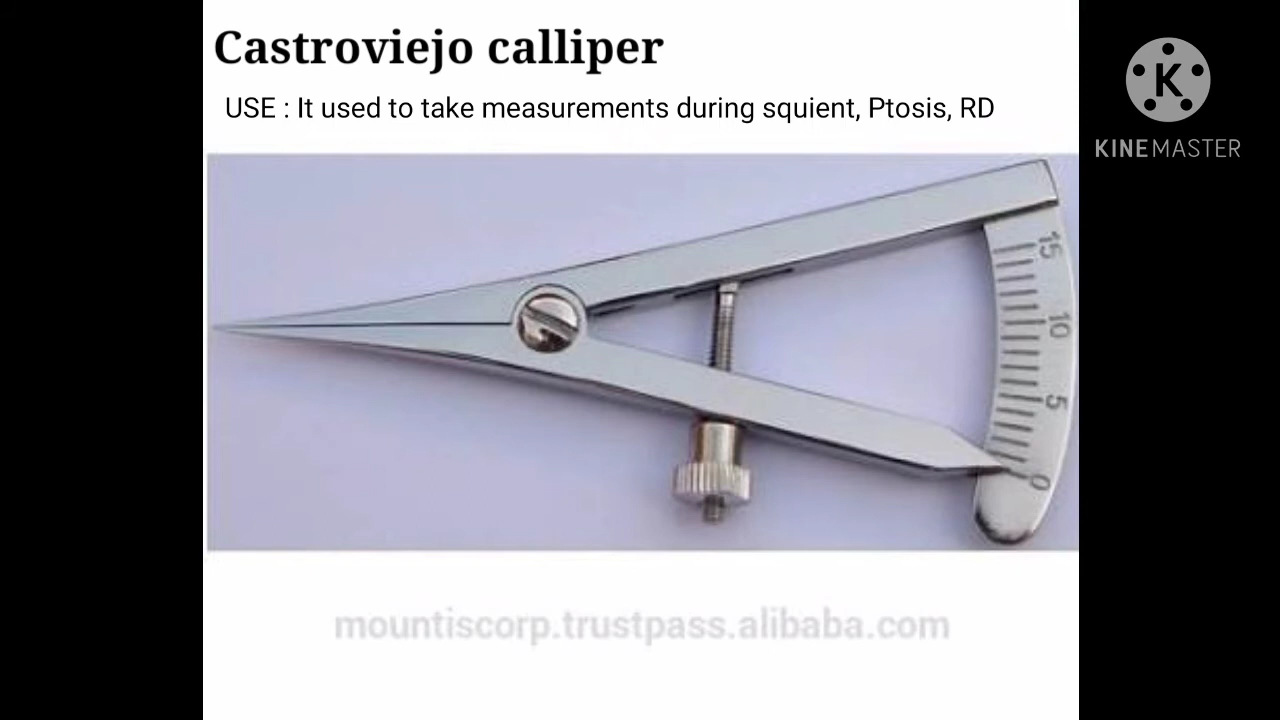 Castroviejo calliper
USE : It used to take measurements during squient, Ptosis, RD
K
KINEMASTER
15
10
5
0
mountiscorp.trustpass.alibaba.com